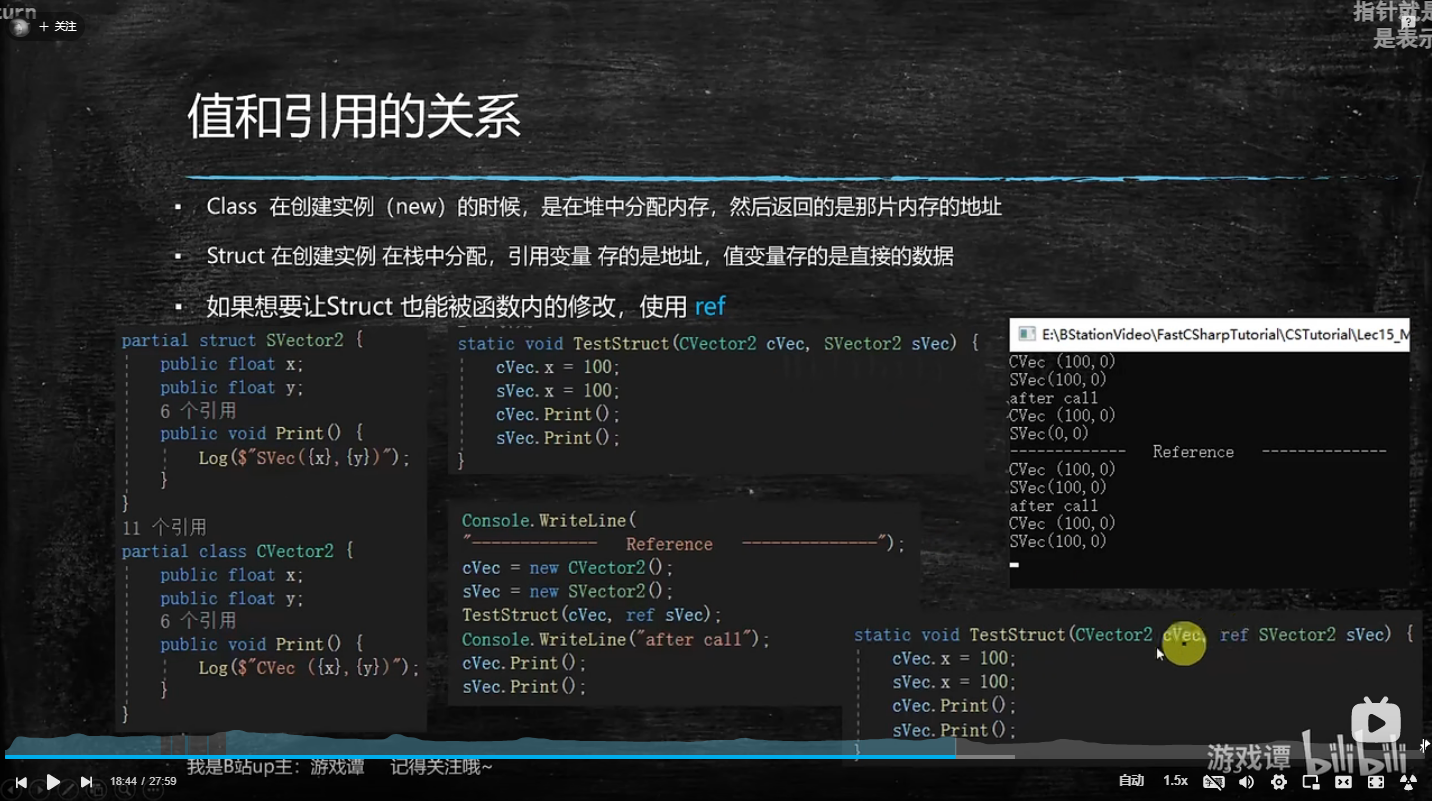 turn
+ 关注
指针就是
是表示
值和引用的关系
▪ Class 在创建实例（new）的时候，是在堆中分配内存，然后返回的是那片内存的地址
▪ Struct 在创建实例 在栈中分配，引用变量 存的是地址，值变量存的是直接的数据
▪ 如果想要让Struct 也能被函数内的修改，使用 ref
partial struct SVector2 {
public float x;
public float y;
6 个引用
public void Print() {
Log($"SVec({x},{y})");
}
}
11 个引用
partial class CVector2 {
public float x;
public float y;
6 个引用
public void Print() {
Log($"CVec ({x},{y})");
}
}
static void TestStruct(CVector2 cVec, SVector2 sVec) {
cVec.x = 100;
sVec.x = 100;
cVec.Print();
sVec.Print();
}
Console.WriteLine(
"------------- Reference --------------");
cVec = new CVector2();
sVec = new SVector2();
TestStruct(cVec, ref sVec);
Console.WriteLine("after call");
cVec.Print();
sVec.Print();
E:\BStationVideo\FastCSharpTutorial\CSTutorial\Lec15_M
CVec (100,0)
SVec(100,0)
after call
CVec (100,0)
SVec(0,0)
------------- Reference --------------
CVec (100,0)
SVec(100,0)
after call
CVec (100,0)
SVec(100,0)
static void TestStruct(CVector2 cVec, ref SVector2 sVec) {
cVec.x = 100;
sVec.x = 100;
cVec.Print();
sVec.Print();
}
我是B站up主：游戏谭 记得关注哦~
游戏谭 bilibili
18:44 / 27:59
自动 1.5x